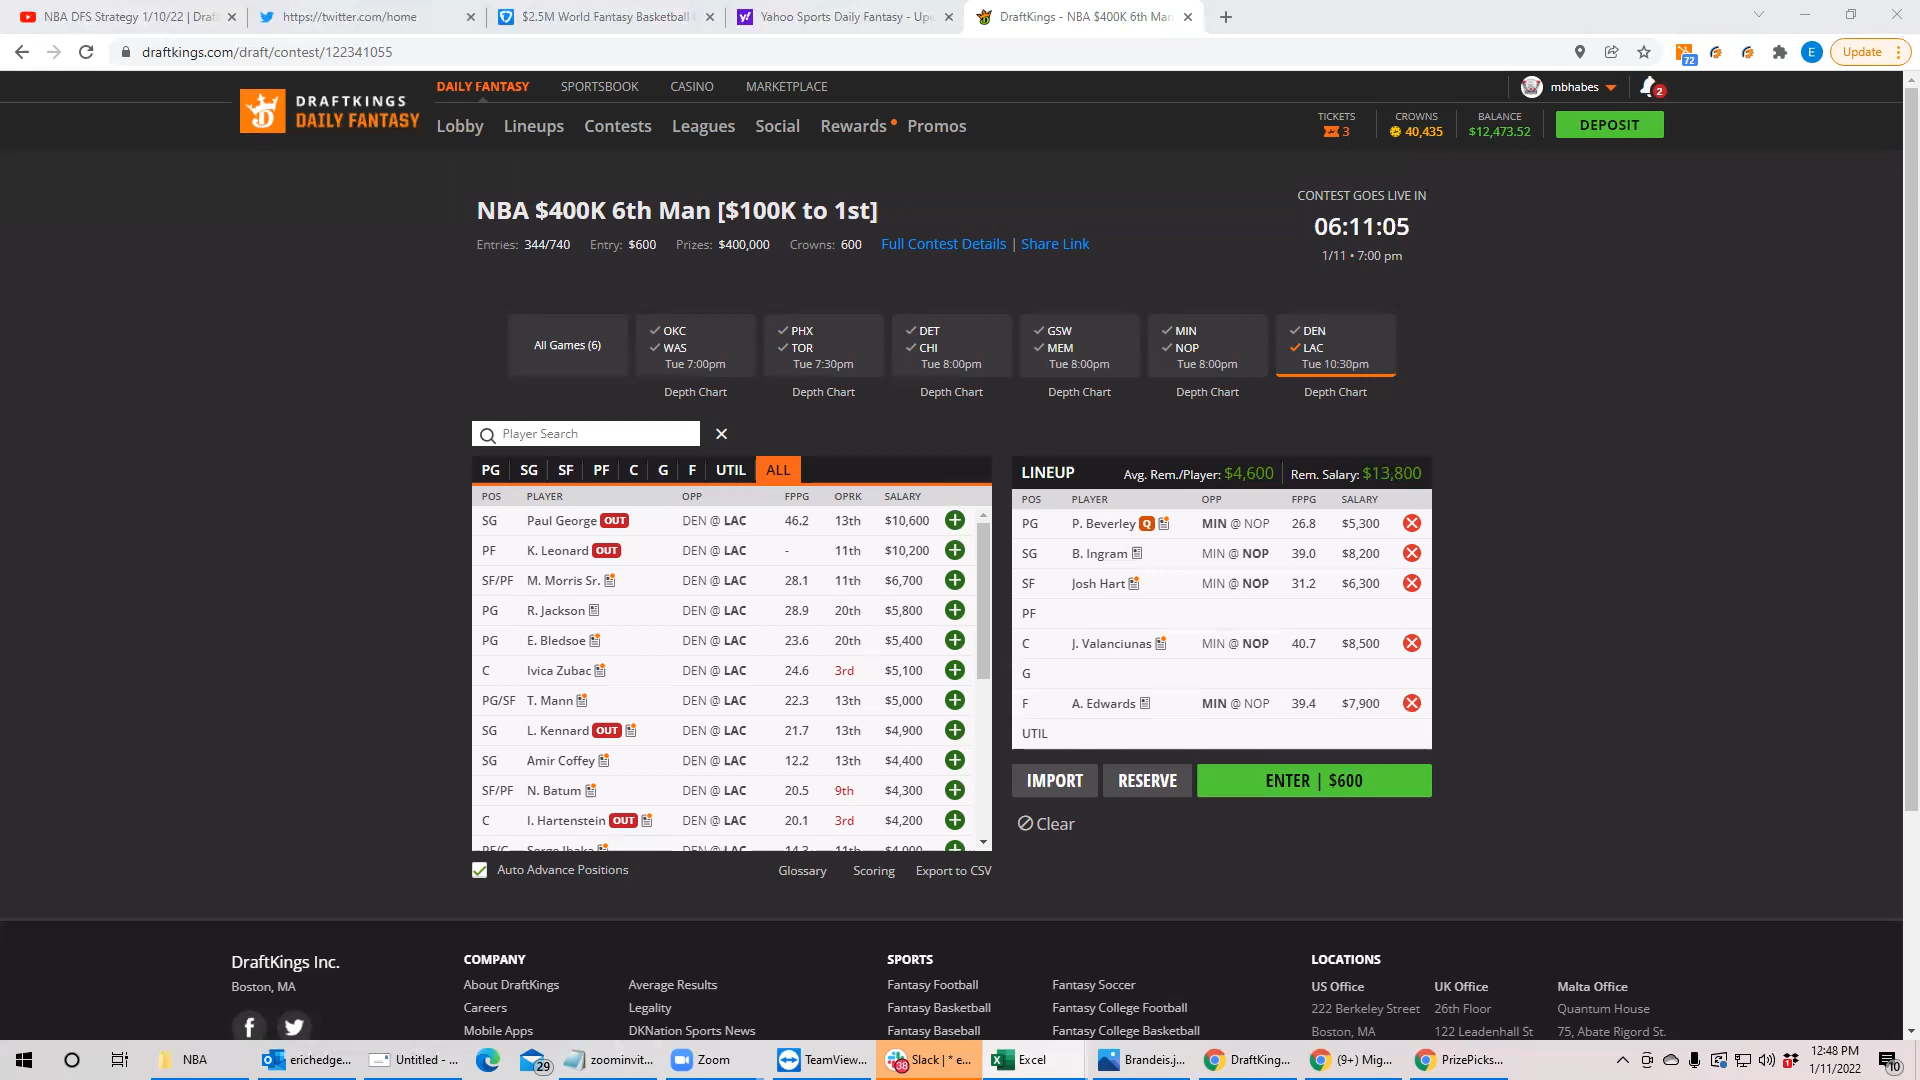 NBA DFS Strategy 1/10/22 | Draf
https://twitter.com/home
$2.5M World Fantasy Basketball
Yahoo Sports Daily Fantasy - Upc
DraftKings - NBA $400K 6th Man
draftkings.com/draft/contest/122341055
72
E
Update
DRAFTKINGS
DAILY FANTASY
DAILY FANTASY SPORTSBOOK CASINO MARKETPLACE
mbhabes 2
Lobby Lineups Contests Leagues Social Rewards Promos
TICKETS CROWNS BALANCE
3 40,435 $12,473.52
DEPOSIT
NBA $400K 6th Man [$100K to 1st]
Entries: 344/740 Entry: $600 Prizes: $400,000 Crowns: 600 Full Contest Details | Share Link
CONTEST GOES LIVE IN
06:11:05
1/11 • 7:00 pm
All Games (6)
OKC
WAS
Tue 7:00pm
Depth Chart
PHX
TOR
Tue 7:30pm
Depth Chart
DET
CHI
Tue 8:00pm
Depth Chart
GSW
MEM
Tue 8:00pm
Depth Chart
MIN
NOP
Tue 8:00pm
Depth Chart
DEN
LAC
Tue 10:30pm
Depth Chart
Player Search
PG SG SF PF C G F UTIL ALL
POS PLAYER OPP FPPG OPRK SALARY
SG Paul George OUT DEN @ LAC 46.2 13th $10,600
PF K. Leonard OUT DEN @ LAC - 11th $10,200
SF/PF M. Morris Sr. DEN @ LAC 28.1 11th $6,700
PG R. Jackson DEN @ LAC 28.9 20th $5,800
PG E. Bledsoe DEN @ LAC 23.6 20th $5,400
C Ivica Zubac DEN @ LAC 24.6 3rd $5,100
PG/SF T. Mann DEN @ LAC 22.3 13th $5,000
SG L. Kennard OUT DEN @ LAC 21.7 13th $4,900
SG Amir Coffey DEN @ LAC 12.2 13th $4,400
SF/PF N. Batum DEN @ LAC 20.5 9th $4,300
C I. Hartenstein OUT DEN @ LAC 20.1 3rd $4,200
PF/C Serge Ibaka DEN @ LAC 14.3 11th $4,000
Auto Advance Positions
Glossary Scoring Export to CSV
LINEUP Avg. Rem./Player: $4,600 Rem. Salary: $13,800
POS PLAYER OPP FPPG SALARY
PG P. Beverley Q MIN @ NOP 26.8 $5,300
SG B. Ingram MIN @ NOP 39.0 $8,200
SF Josh Hart MIN @ NOP 31.2 $6,300
PF
C J. Valanciunas MIN @ NOP 40.7 $8,500
G
F A. Edwards MIN @ NOP 39.4 $7,900
UTIL
IMPORT RESERVE ENTER | $600
Clear
DraftKings Inc.
Boston, MA
COMPANY
About DraftKings
Careers
Mobile Apps
Average Results
Legality
DKNation Sports News
SPORTS
Fantasy Football
Fantasy Basketball
Fantasy Baseball
Fantasy Soccer
Fantasy College Football
Fantasy College Basketball
LOCATIONS
US Office
222 Berkeley Street
Boston, MA
UK Office
26th Floor
122 Leadenhall St
Malta Office
Quantum House
75, Abate Rigord St.
NBA erichedge... Untitled - ... 29 zoominvit... Zoom TeamView... 38 Slack | * e... Excel Brandeis.j... DraftKing... (9+) Mig... PrizePicks...
12:48 PM
1/11/2022
10